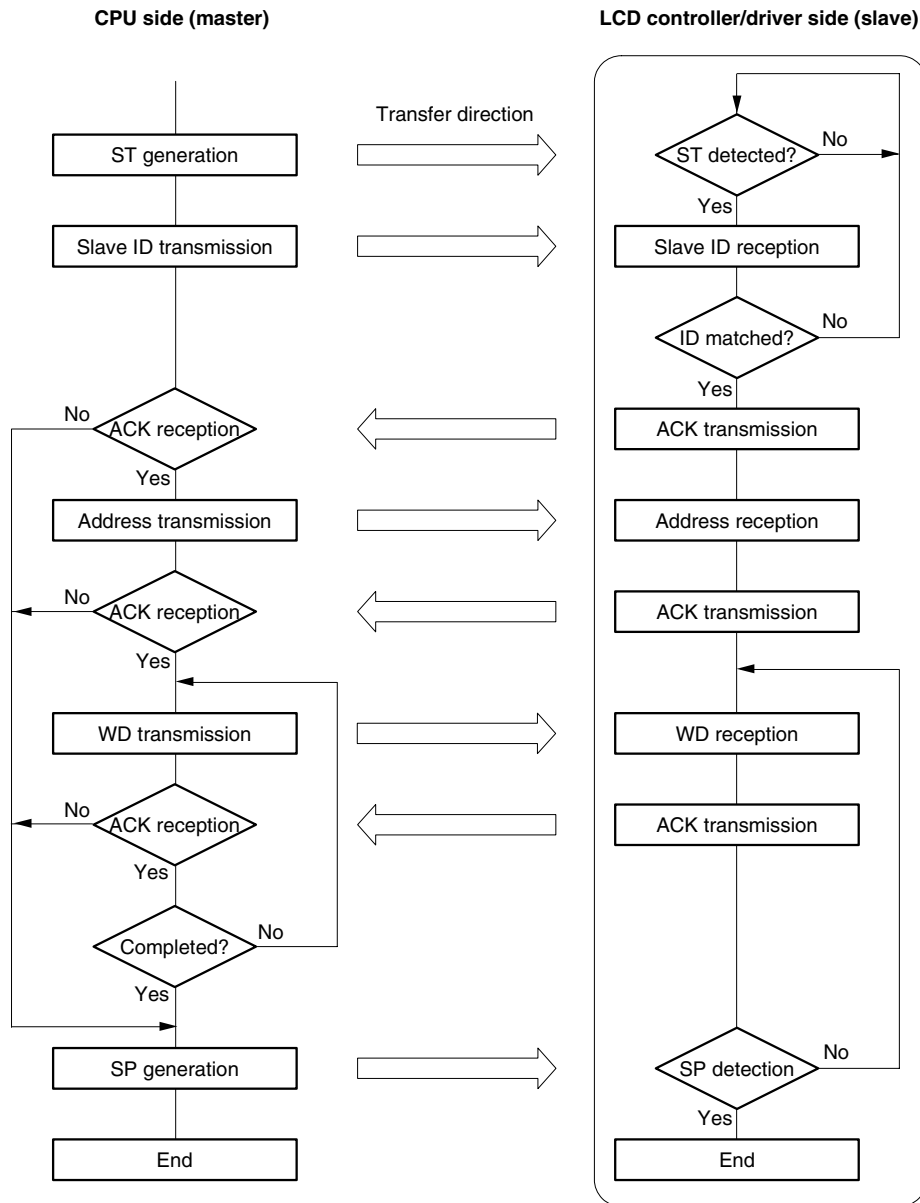 CPU side (master)
LCD controller/driver side (slave)
Transfer direction
ST generation
ST detected?
No
Yes
Slave ID transmission
Slave ID reception
ID matched?
No
Yes
No
ACK reception
ACK transmission
Yes
Address transmission
Address reception
No
ACK reception
ACK transmission
Yes
WD transmission
WD reception
No
ACK reception
ACK transmission
Yes
Completed?
No
Yes
SP generation
SP detection
No
Yes
End
End